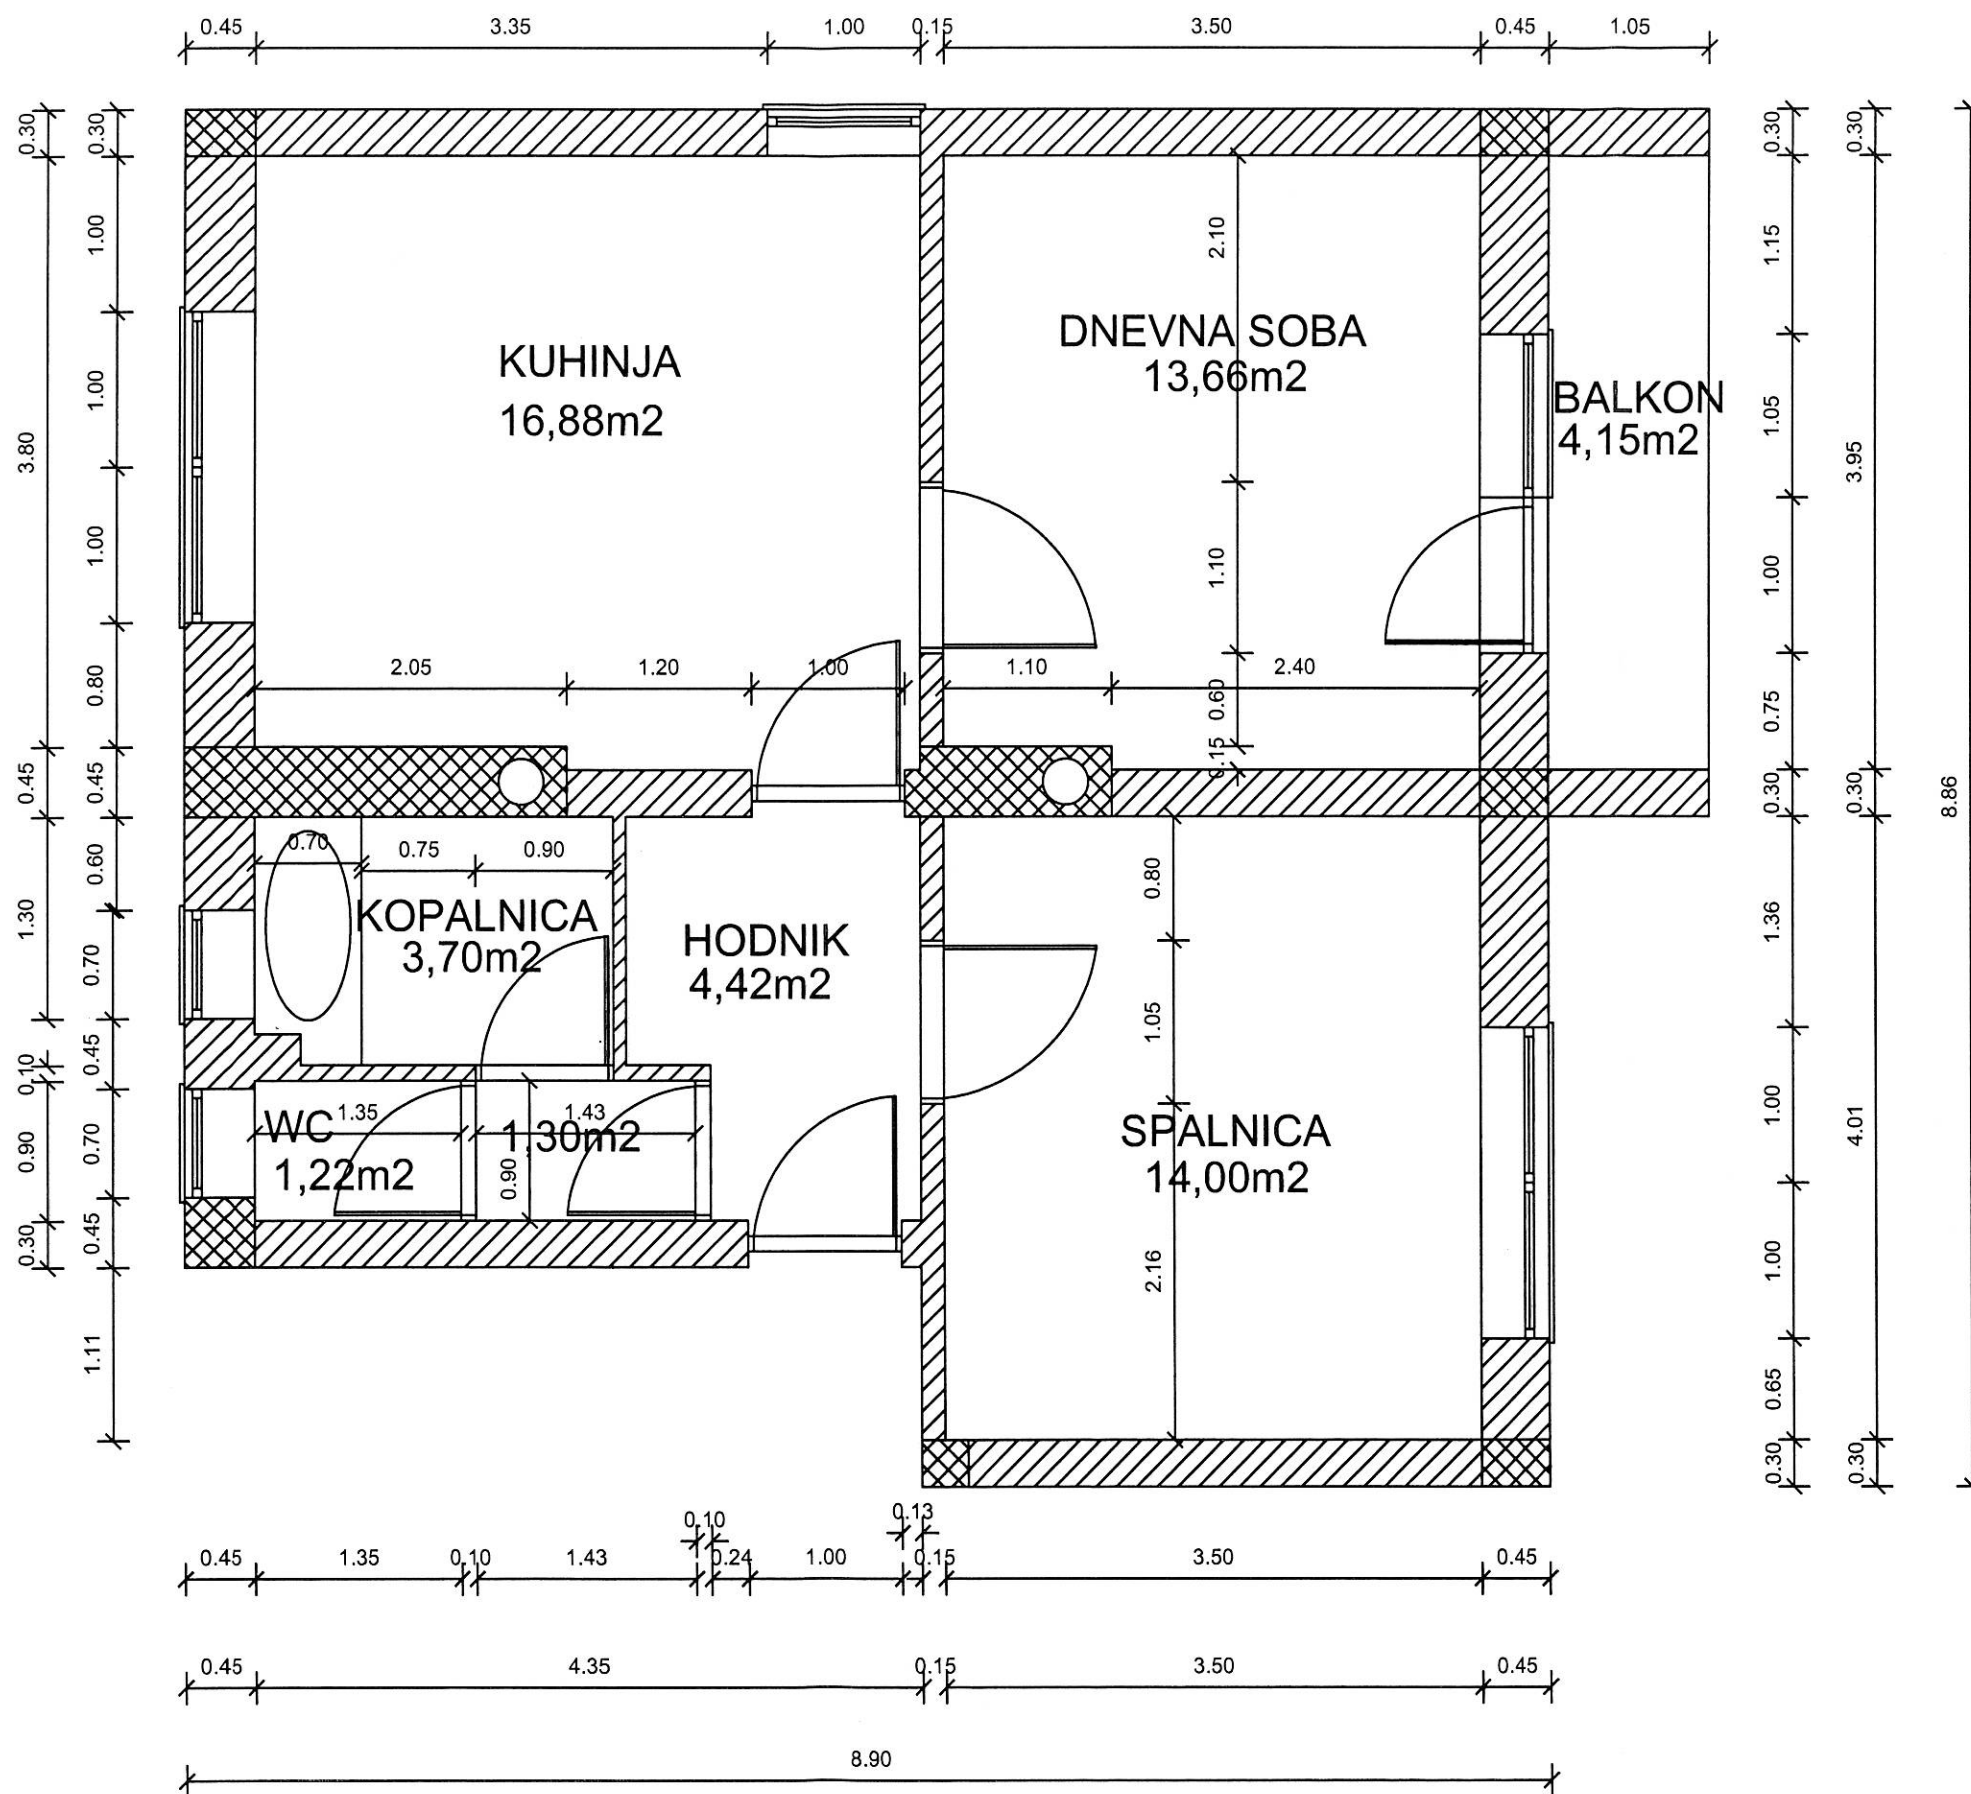 0.45 3.35 1.00 0.15 3.50 0.45 1.05
0.30 0.30 0.30 0.30
1.00 2.10 1.15
KUHINJA
16,88m2
DNEVNA SOBA
13,66m2
BALKON
4,15m2
1.00 1.05
3.80 3.95
1.00 1.10 1.00
2.05 1.20 1.00 1.10 2.40
0.80 0.60 0.75
0.45 0.45 0.15 0.30 0.30
8.86
0.70 0.75 0.90
0.60 0.80
KOPALNICA
3,70m2
HODNIK
4,42m2
1.30 0.70 1.05 1.36
0.10 0.45
WC 1.35
1,22m2
1.43
1,30m2
0.90
SPALNICA
14,00m2
0.90 0.70 1.00 4.01
0.30 0.45 2.16 1.00
1.11 0.65
0.30 0.30
0.10 0.13
0.45 1.35 0.10 1.43 0.24 1.00 0.15 3.50 0.45
0.45 4.35 0.15 3.50 0.45
8.90